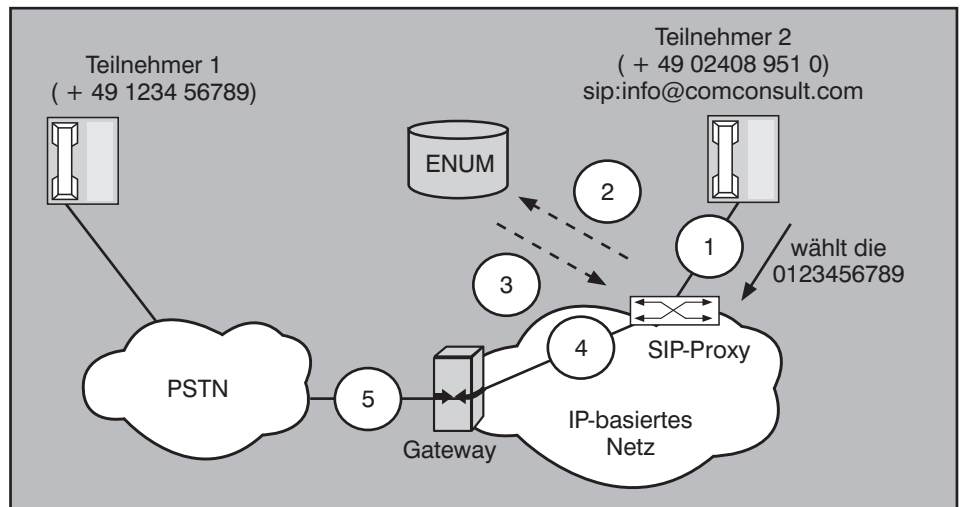 Teilnehmer 1
( + 49 1234 56789)
Teilnehmer 2
( + 49 02408 951 0)
sip:info@comconsult.com
ENUM
2
1
wählt die
0123456789
3
4
SIP-Proxy
PSTN
5
IP-basiertes
Netz
Gateway